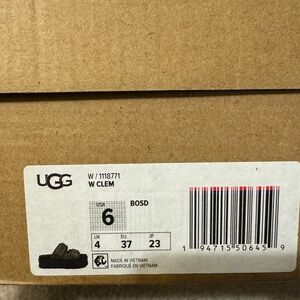 UGG
W / 1118771
W CLEM
USA
6
BOSD
UK EU JP
4 37 23
MADE IN VIETNAM
FABRIQUÉ EN VIETNAM
1 94715 50645 9